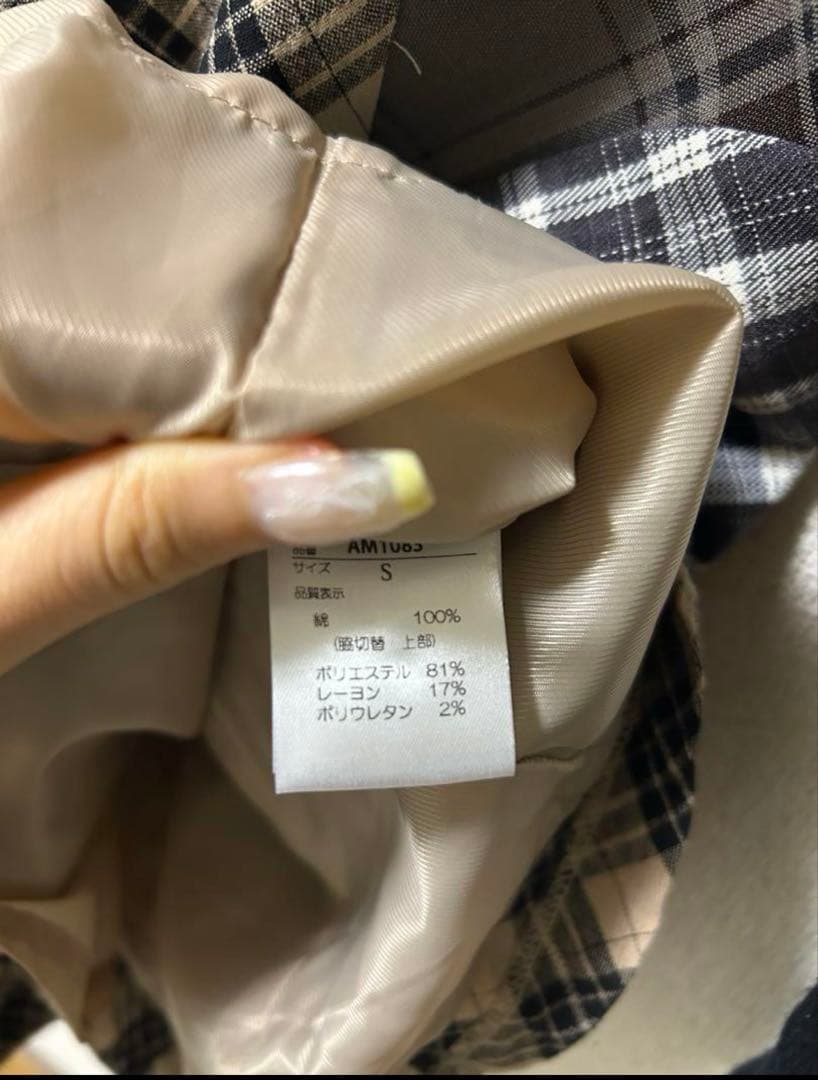 品番 AM1083
サイズ S
品質表示
綿 100%
(脇切替 上部)
ポリエステル 81%
レーヨン 17%
ポリウレタン 2%